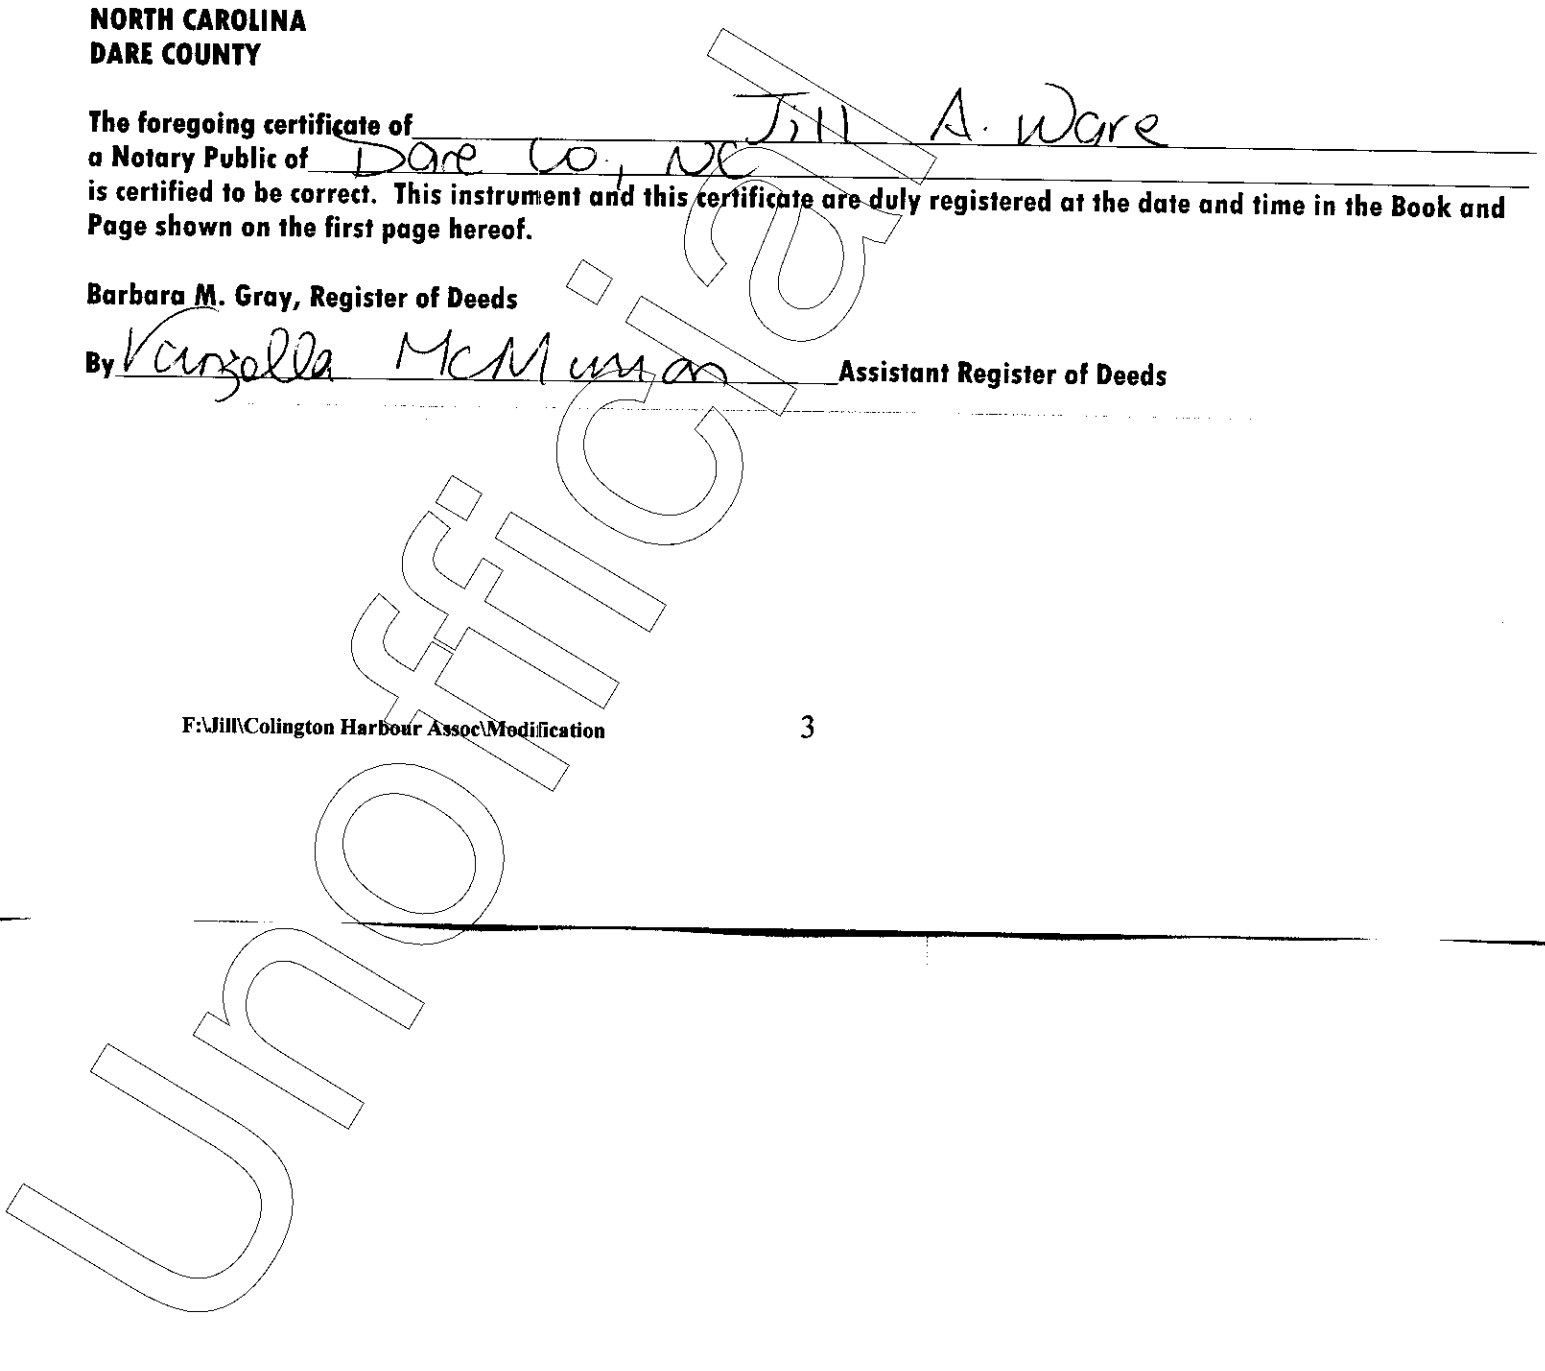 NORTH CAROLINA
DARE COUNTY
The foregoing certificate of Jill A. Ware
a Notary Public of Dare Co., NC
is certified to be correct. This instrument and this certificate are duly registered at the date and time in the Book and
Page shown on the first page hereof.
Barbara M. Gray, Register of Deeds
By Vanzolla McMurran Assistant Register of Deeds
F:\Jill\Colington Harbour Assoc\Modification 3
Unofficial